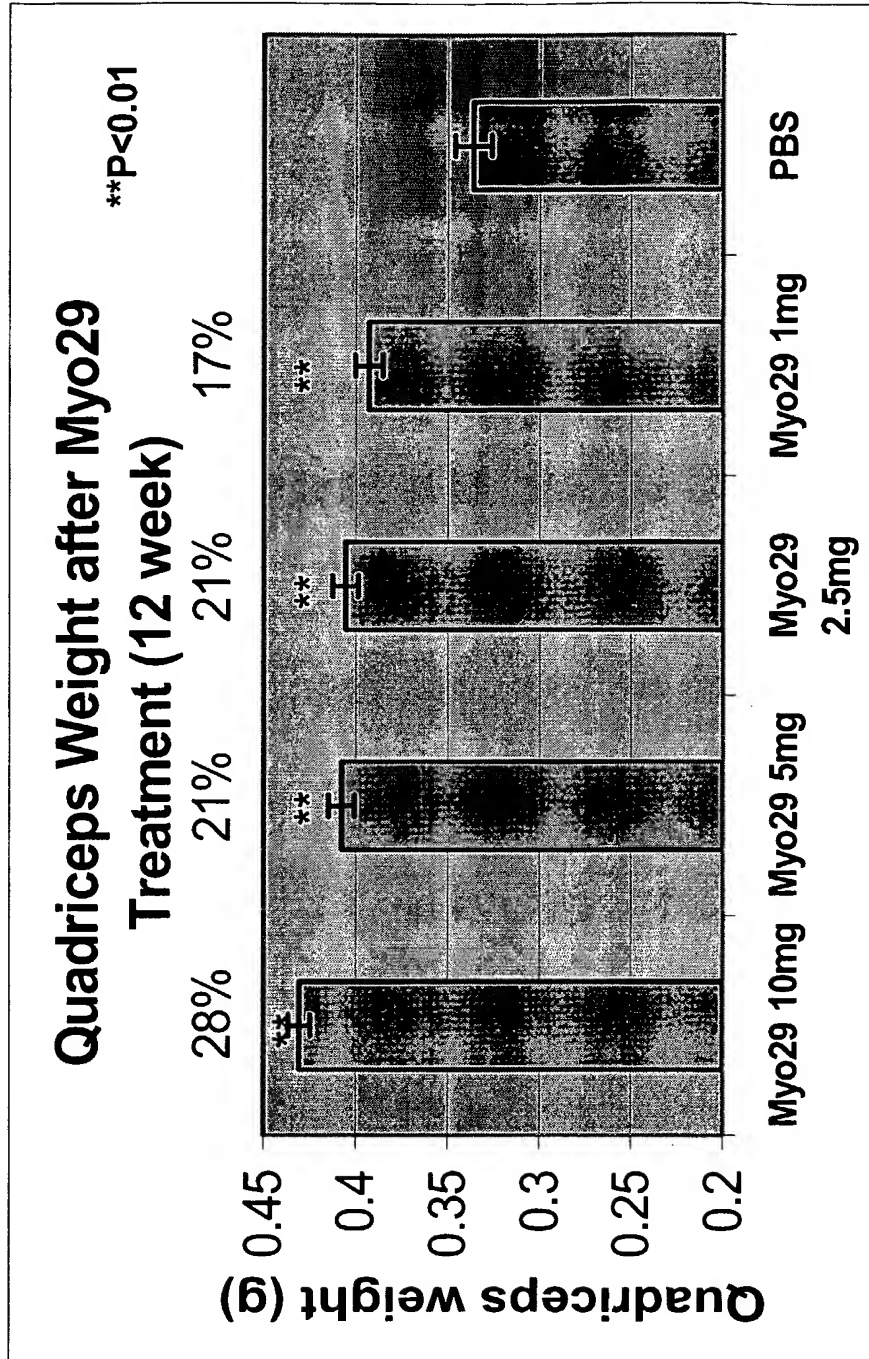 Quadriceps Weight after Myo29
Treatment (12 week)
**P<0.01
28% 21% 21% 17%
** ** ** **
Quadriceps weight (g)
0.45
0.4
0.35
0.3
0.25
0.2
Myo29 10mg Myo29 5mg Myo29 Myo29 1mg PBS
2.5mg